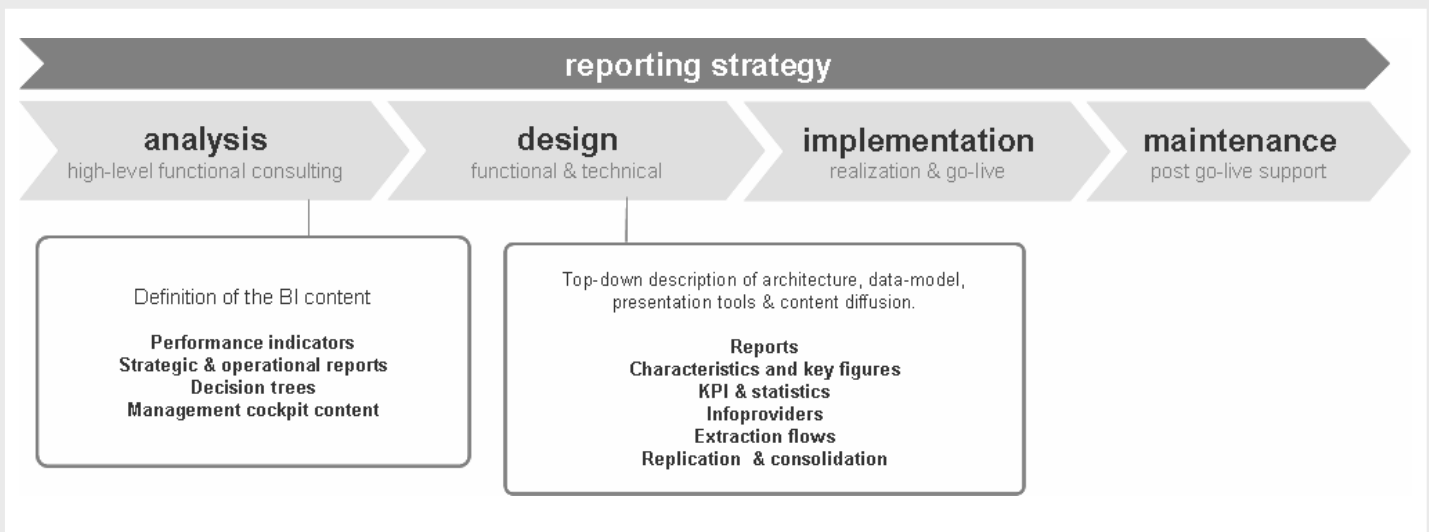 reporting strategy
analysis
high-level functional consulting
design
functional & technical
implementation
realization & go-live
maintenance
post go-live support
Definition of the BI content
Performance indicators
Strategic & operational reports
Decision trees
Management cockpit content
Top-down description of architecture, data-model,
presentation tools & content diffusion.
Reports
Characteristics and key figures
KPI & statistics
Infoproviders
Extraction flows
Replication & consolidation